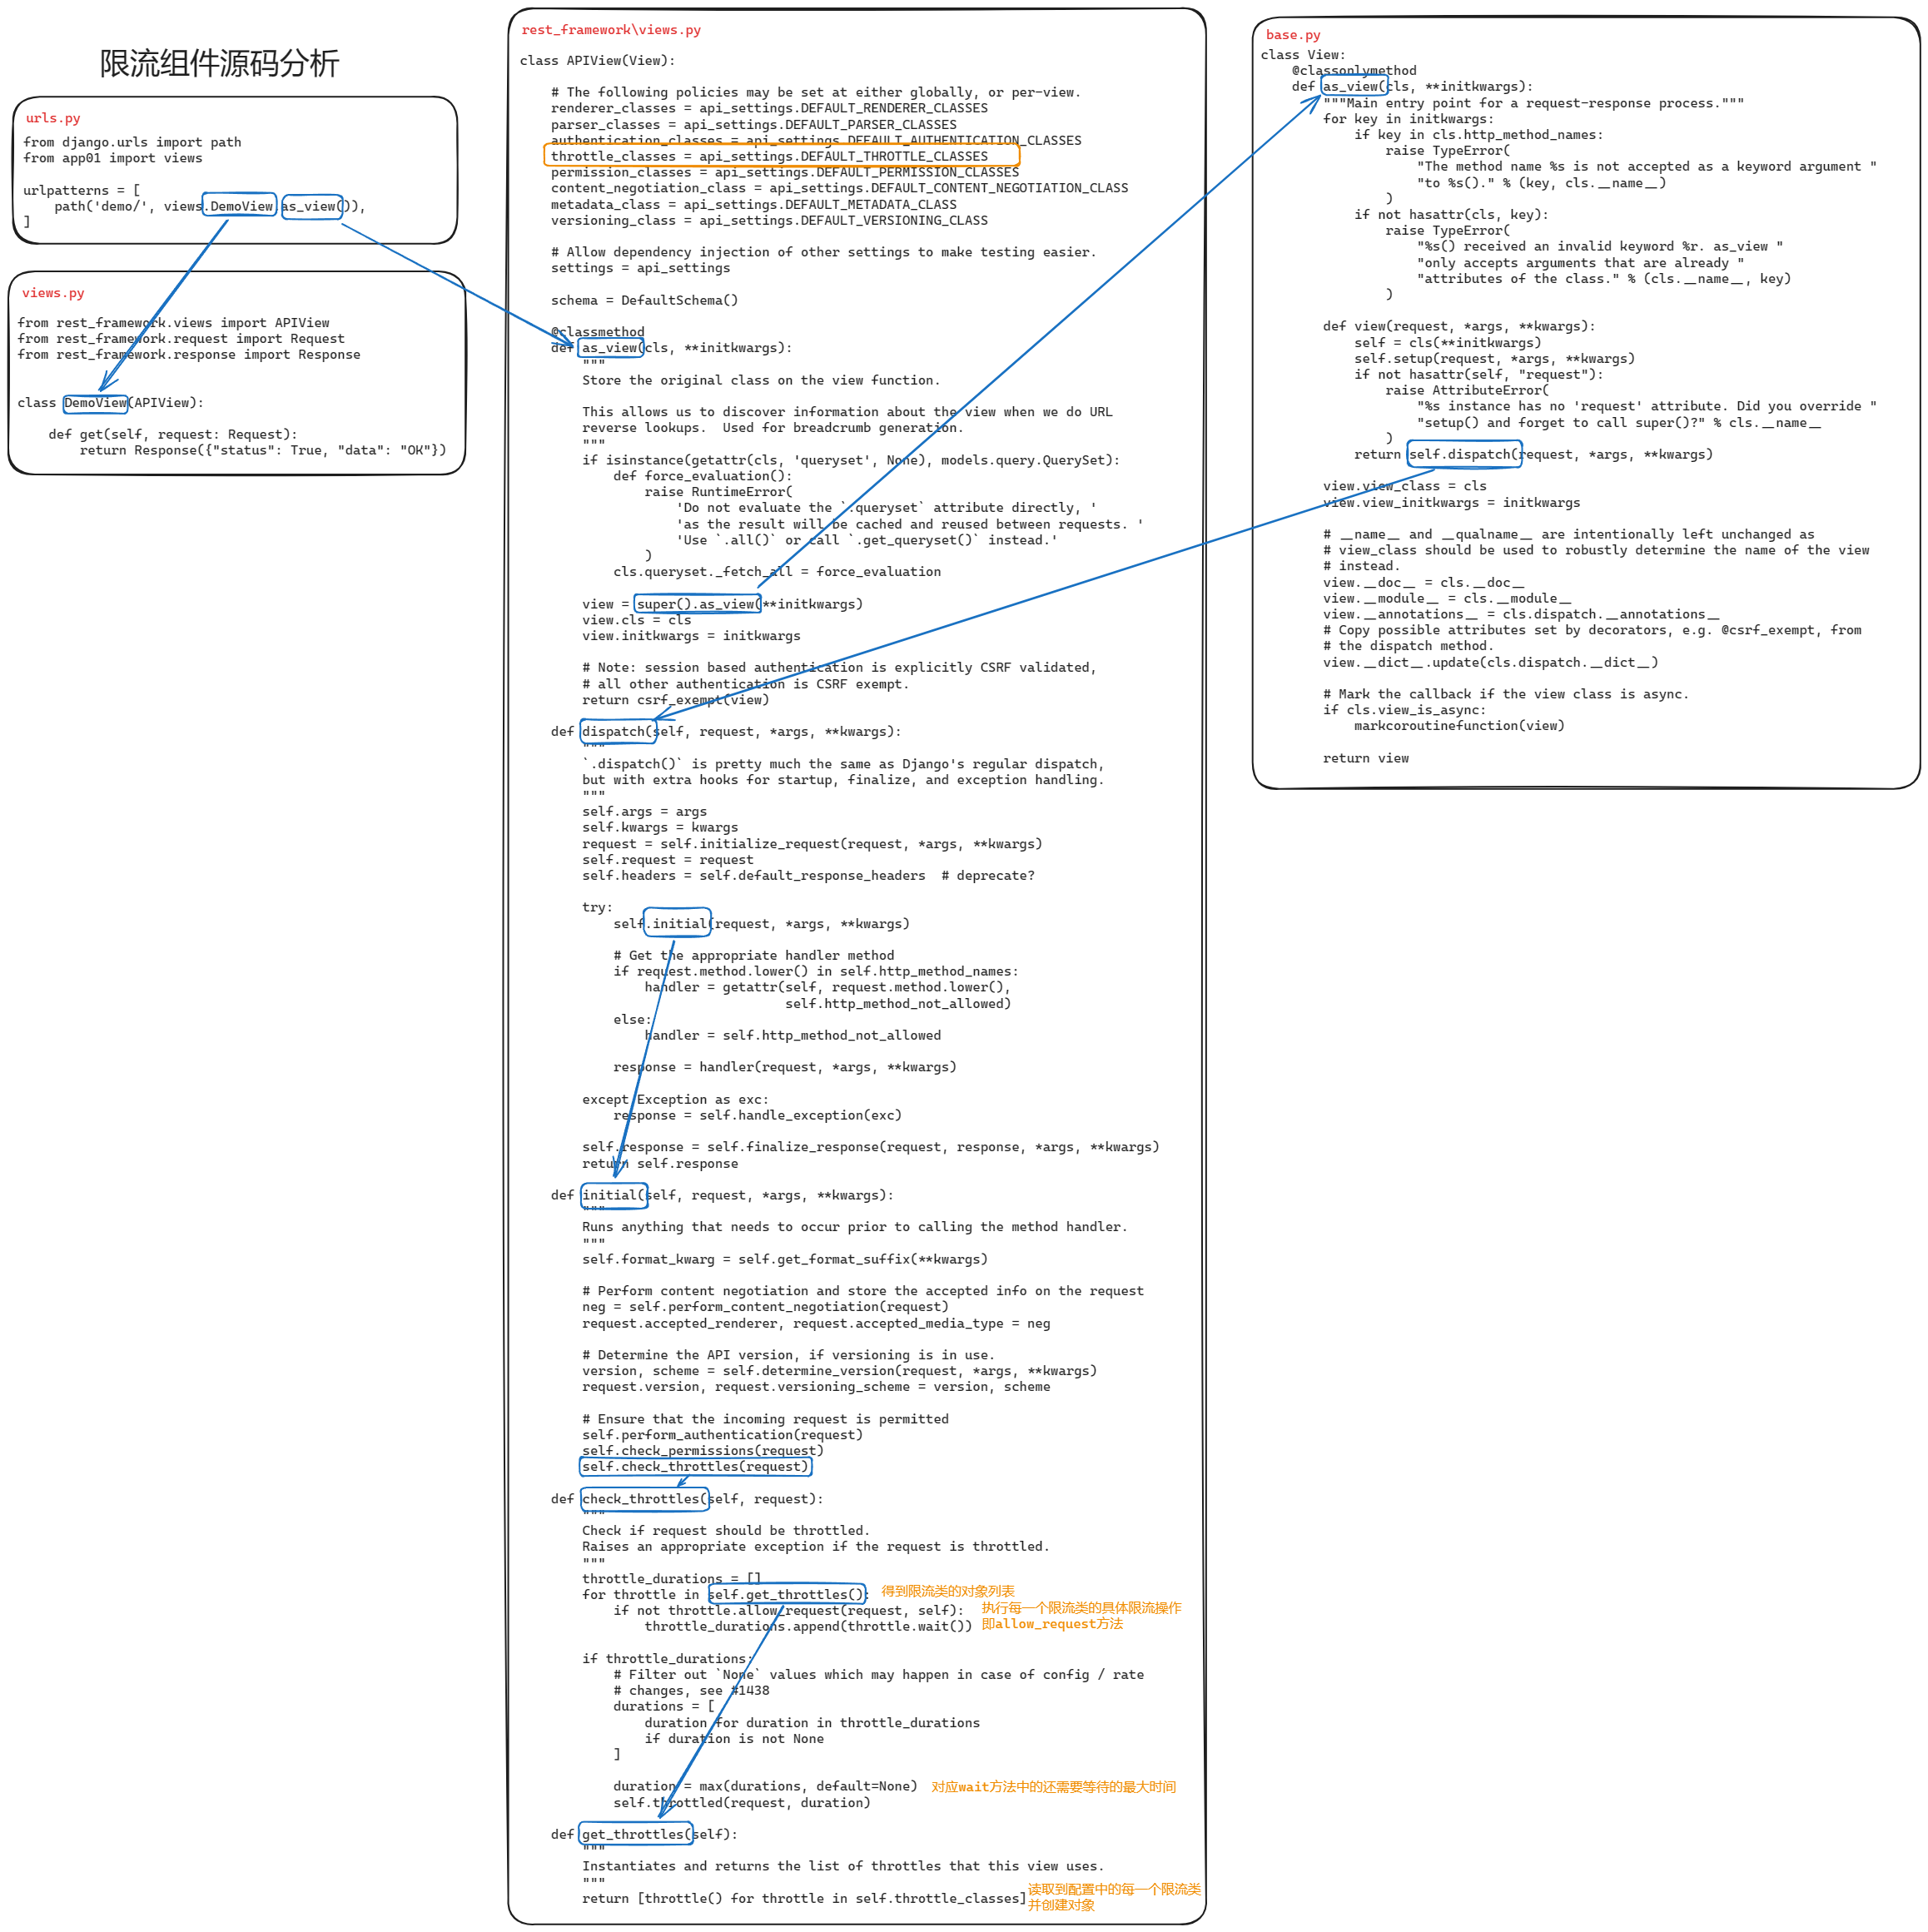 限流组件源码分析
urls.py
from django.urls import path
from app01 import views
urlpatterns = [
    path('demo/', views.DemoView.as_view()),
]
views.py
from rest_framework.views import APIView
from rest_framework.request import Request
from rest_framework.response import Response
class DemoView(APIView):
    def get(self, request: Request):
        return Response({"status": True, "data": "OK"})
rest_framework\views.py
class APIView(View):
    # The following policies may be set at either globally, or per-view.
    renderer_classes = api_settings.DEFAULT_RENDERER_CLASSES
    parser_classes = api_settings.DEFAULT_PARSER_CLASSES
    authentication_classes = api_settings.DEFAULT_AUTHENTICATION_CLASSES
    throttle_classes = api_settings.DEFAULT_THROTTLE_CLASSES
    permission_classes = api_settings.DEFAULT_PERMISSION_CLASSES
    content_negotiation_class = api_settings.DEFAULT_CONTENT_NEGOTIATION_CLASS
    metadata_class = api_settings.DEFAULT_METADATA_CLASS
    versioning_class = api_settings.DEFAULT_VERSIONING_CLASS
    # Allow dependency injection of other settings to make testing easier.
    settings = api_settings
    schema = DefaultSchema()
    @classmethod
    def as_view(cls, **initkwargs):
        """
        Store the original class on the view function.
        This allows us to discover information about the view when we do URL
        reverse lookups.  Used for breadcrumb generation.
        """
        if isinstance(getattr(cls, 'queryset', None), models.query.QuerySet):
            def force_evaluation():
                raise RuntimeError(
                    'Do not evaluate the `.queryset` attribute directly, '
                    'as the result will be cached and reused between requests. '
                    'Use `.all()` or call `.get_queryset()` instead.'
                )
            cls.queryset._fetch_all = force_evaluation
        view = super().as_view(**initkwargs)
        view.cls = cls
        view.initkwargs = initkwargs
        # Note: session based authentication is explicitly CSRF validated,
        # all other authentication is CSRF exempt.
        return csrf_exempt(view)
    def dispatch(self, request, *args, **kwargs):
        """
        `.dispatch()` is pretty much the same as Django's regular dispatch,
        but with extra hooks for startup, finalize, and exception handling.
        """
        self.args = args
        self.kwargs = kwargs
        request = self.initialize_request(request, *args, **kwargs)
        self.request = request
        self.headers = self.default_response_headers  # deprecate?
        try:
            self.initial(request, *args, **kwargs)
            # Get the appropriate handler method
            if request.method.lower() in self.http_method_names:
                handler = getattr(self, request.method.lower(),
                                  self.http_method_not_allowed)
            else:
                handler = self.http_method_not_allowed
            response = handler(request, *args, **kwargs)
        except Exception as exc:
            response = self.handle_exception(exc)
        self.response = self.finalize_response(request, response, *args, **kwargs)
        return self.response
    def initial(self, request, *args, **kwargs):
        """
        Runs anything that needs to occur prior to calling the method handler.
        """
        self.format_kwarg = self.get_format_suffix(**kwargs)
        # Perform content negotiation and store the accepted info on the request
        neg = self.perform_content_negotiation(request)
        request.accepted_renderer, request.accepted_media_type = neg
        # Determine the API version, if versioning is in use.
        version, scheme = self.determine_version(request, *args, **kwargs)
        request.version, request.versioning_scheme = version, scheme
        # Ensure that the incoming request is permitted
        self.perform_authentication(request)
        self.check_permissions(request)
        self.check_throttles(request)
    def check_throttles(self, request):
        """
        Check if request should be throttled.
        Raises an appropriate exception if the request is throttled.
        """
        throttle_durations = []
        for throttle in self.get_throttles(): 得到限流类的对象列表
            if not throttle.allow_request(request, self): 执行每一个限流类的具体限流操作
                throttle_durations.append(throttle.wait()) 即allow_request方法
        if throttle_durations:
            # Filter out `None` values which may happen in case of config / rate
            # changes, see #1438
            durations = [
                duration for duration in throttle_durations
                if duration is not None
            ]
            duration = max(durations, default=None) 对应wait方法中的还需要等待的最大时间
            self.throttled(request, duration)
    def get_throttles(self):
        """
        Instantiates and returns the list of throttles that this view uses.
        """
        return [throttle() for throttle in self.throttle_classes] 读取到配置中的每一个限流类
并创建对象
base.py
class View:
    @classonlymethod
    def as_view(cls, **initkwargs):
        """Main entry point for a request-response process."""
        for key in initkwargs:
            if key in cls.http_method_names:
                raise TypeError(
                    "The method name %s is not accepted as a keyword argument "
                    "to %s()." % (key, cls.__name__)
                )
            if not hasattr(cls, key):
                raise TypeError(
                    "%s() received an invalid keyword %r. as_view "
                    "only accepts arguments that are already "
                    "attributes of the class." % (cls.__name__, key)
                )
        def view(request, *args, **kwargs):
            self = cls(**initkwargs)
            self.setup(request, *args, **kwargs)
            if not hasattr(self, "request"):
                raise AttributeError(
                    "%s instance has no 'request' attribute. Did you override "
                    "setup() and forget to call super()?" % cls.__name__
                )
            return self.dispatch(request, *args, **kwargs)
        view.view_class = cls
        view.view_initkwargs = initkwargs
        # __name__ and __qualname__ are intentionally left unchanged as
        # view_class should be used to robustly determine the name of the view
        # instead.
        view.__doc__ = cls.__doc__
        view.__module__ = cls.__module__
        view.__annotations__ = cls.dispatch.__annotations__
        # Copy possible attributes set by decorators, e.g. @csrf_exempt, from
        # the dispatch method.
        view.__dict__.update(cls.dispatch.__dict__)
        # Mark the callback if the view class is async.
        if cls.view_is_async:
            markcoroutinefunction(view)
        return view